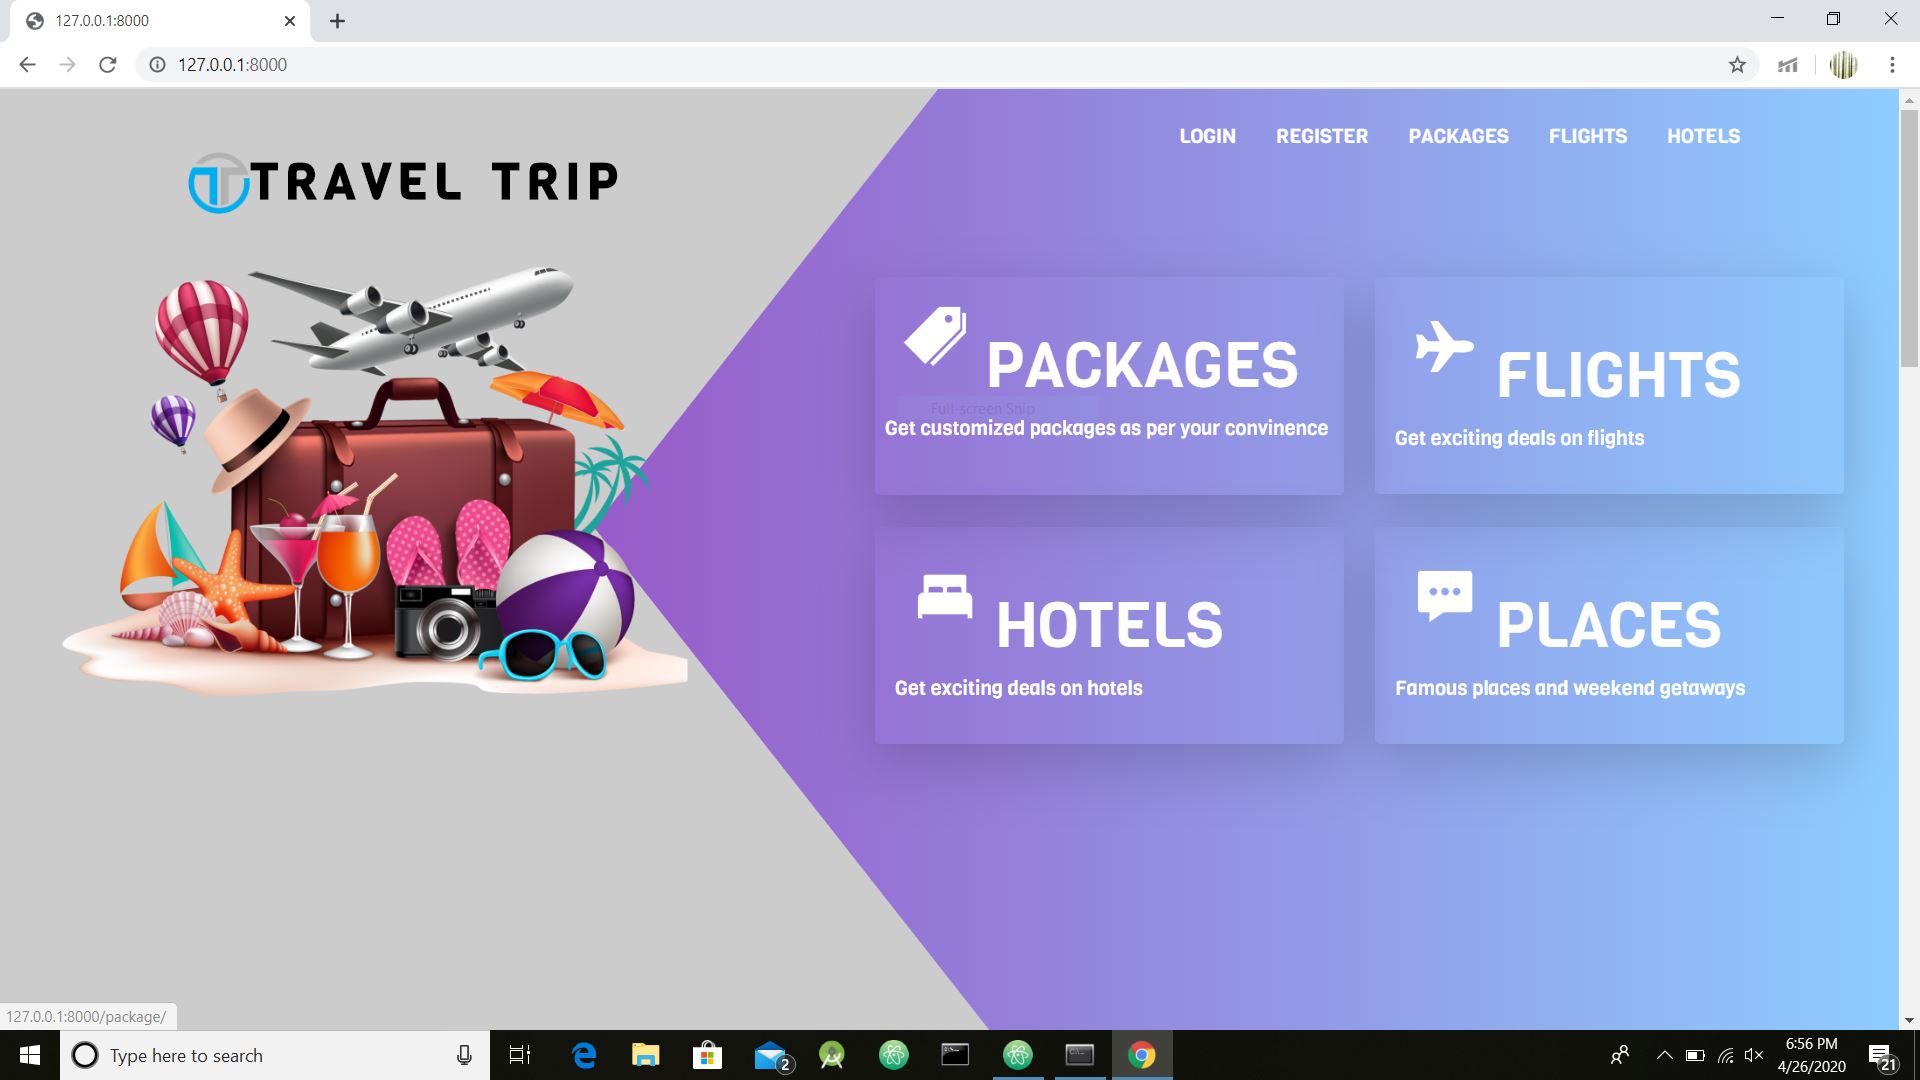 127.0.0.1:8000
127.0.0.1:8000
LOGIN REGISTER PACKAGES FLIGHTS HOTELS
TRAVEL TRIP
PACKAGES
Full-screen Snip
Get customized packages as per your convinence
FLIGHTS
Get exciting deals on flights
HOTELS
Get exciting deals on hotels
PLACES
Famous places and weekend getaways
127.0.0.1:8000/package/
Type here to search
2
6:56 PM
4/26/2020
21